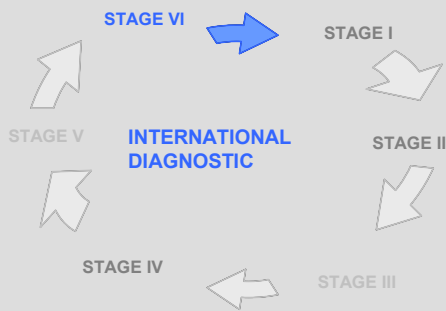 STAGE VI
STAGE I
STAGE V
INTERNATIONAL
DIAGNOSTIC
STAGE II
STAGE IV
STAGE III